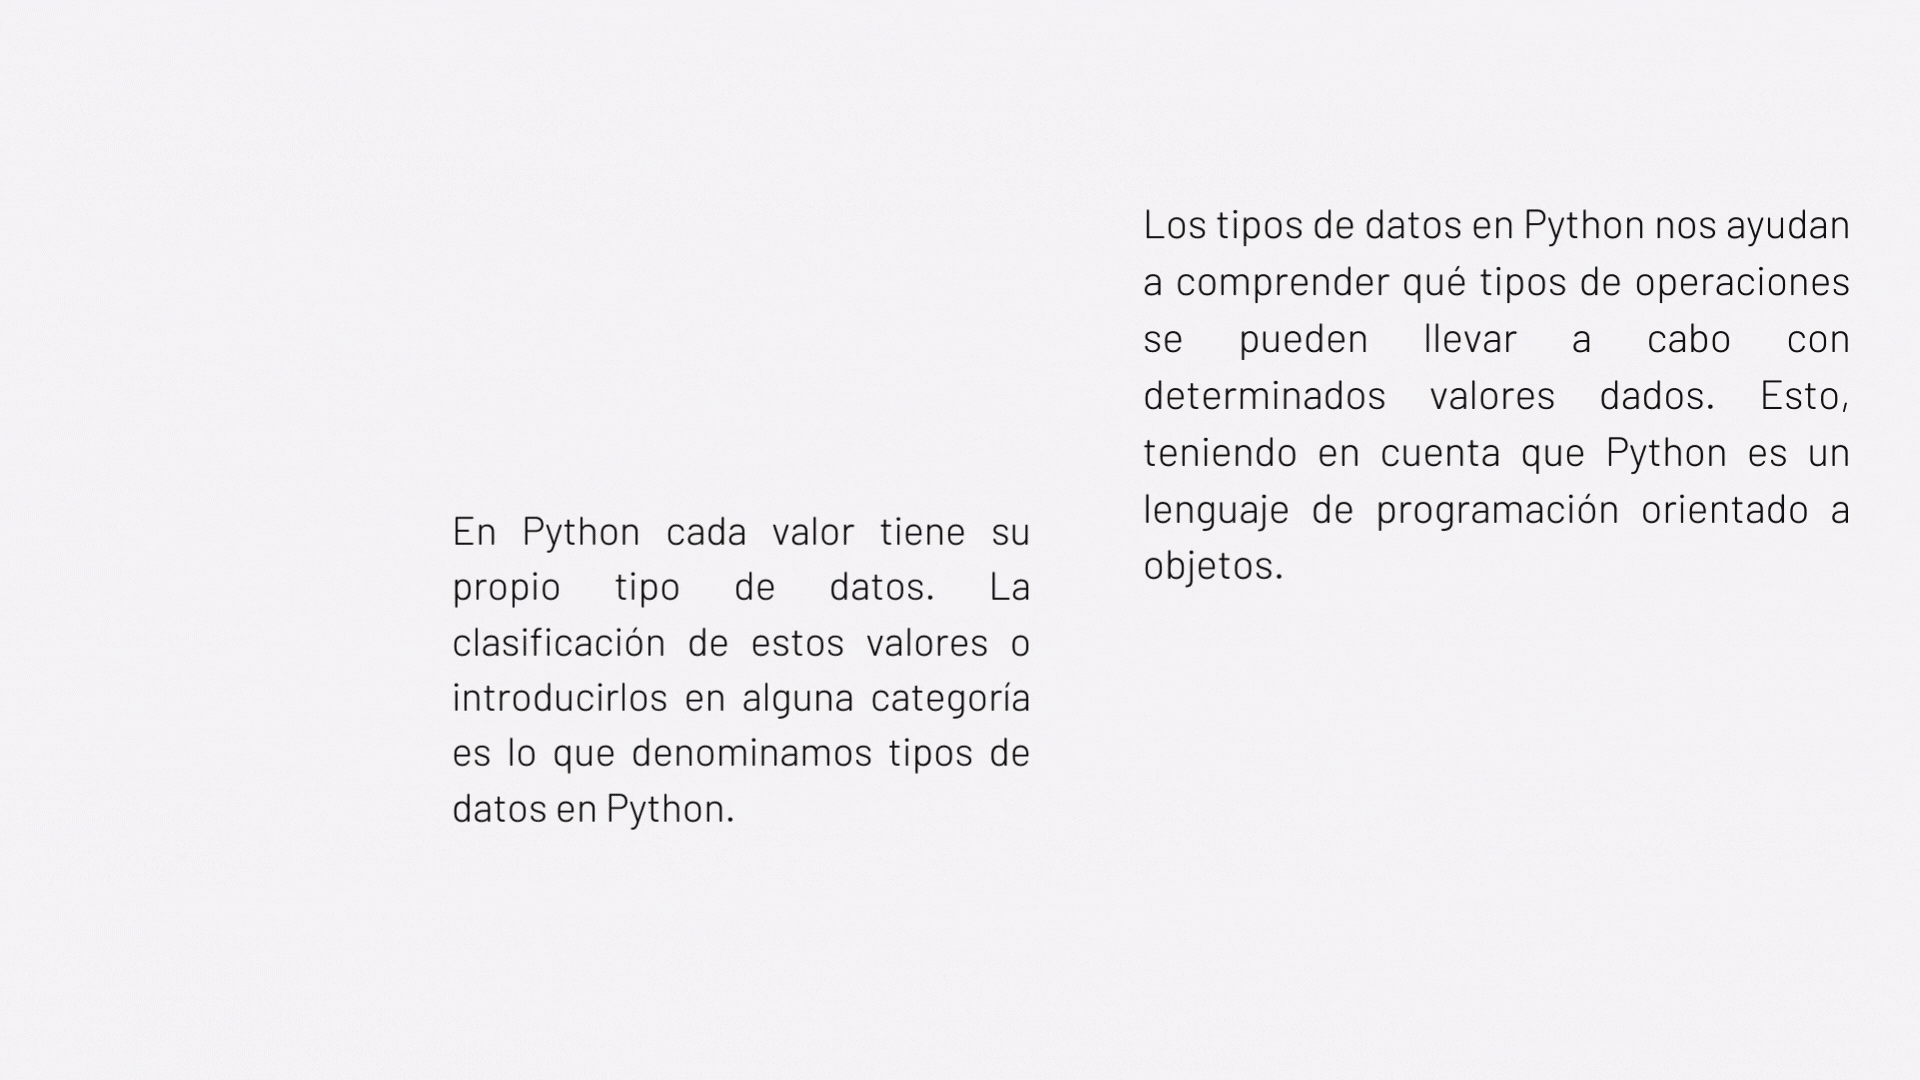 En Python cada valor tiene su
propio tipo de datos. La
clasificación de estos valores o
introducirlos en alguna categoría
es lo que denominamos tipos de
datos en Python.
Los tipos de datos en Python nos ayudan
a comprender qué tipos de operaciones
se pueden llevar a cabo con
determinados valores dados. Esto,
teniendo en cuenta que Python es un
lenguaje de programación orientado a
objetos.